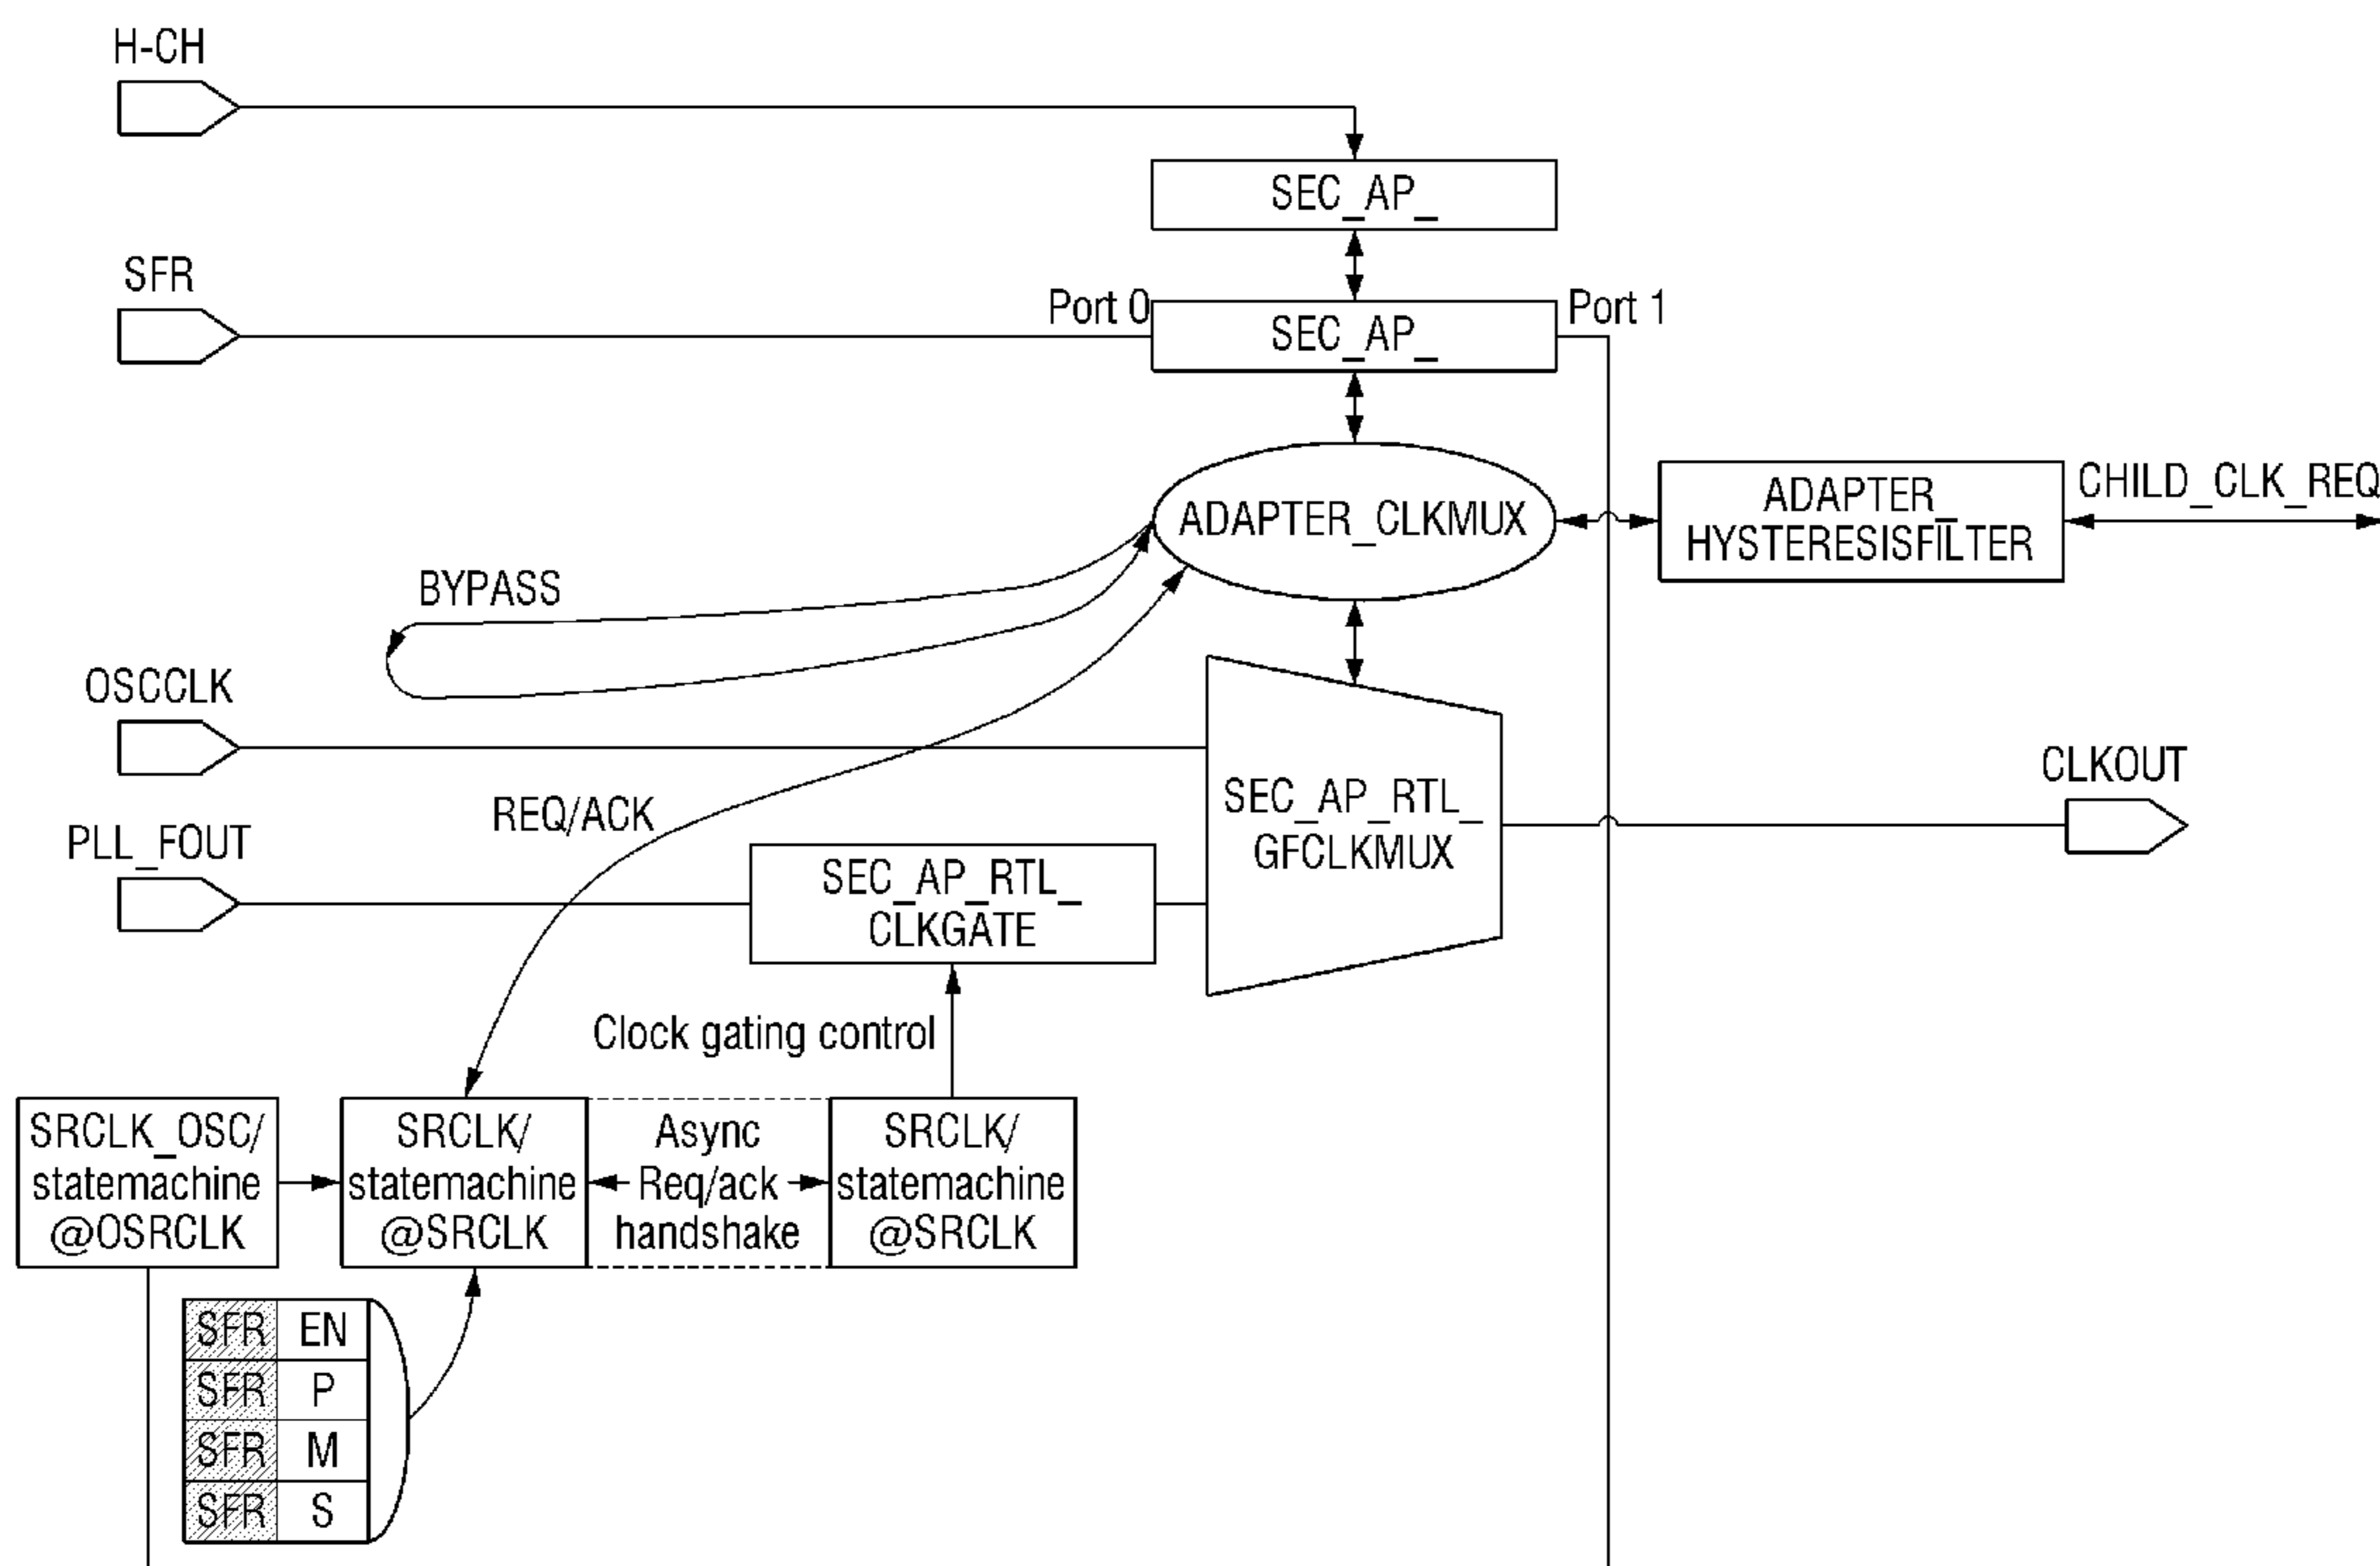 H-CH
SEC_AP_
SFR
Port 0
SEC_AP_
Port 1
ADAPTER_CLKMUX
ADAPTER_
HYSTERESISFILTER
CHILD_CLK_REQ
BYPASS
OSCCLK
REQ/ACK
SEC_AP_RTL_
GFCLKMUX
CLKOUT
PLL_FOUT
SEC_AP_RTL_
CLKGATE
Clock gating control
SRCLK_OSC/
statemachine
@OSRCLK
SRCLK/
statemachine
@SRCLK
Async
Req/ack
handshake
SRCLK/
statemachine
@SRCLK
SFR EN
SFR P
SFR M
SFR S